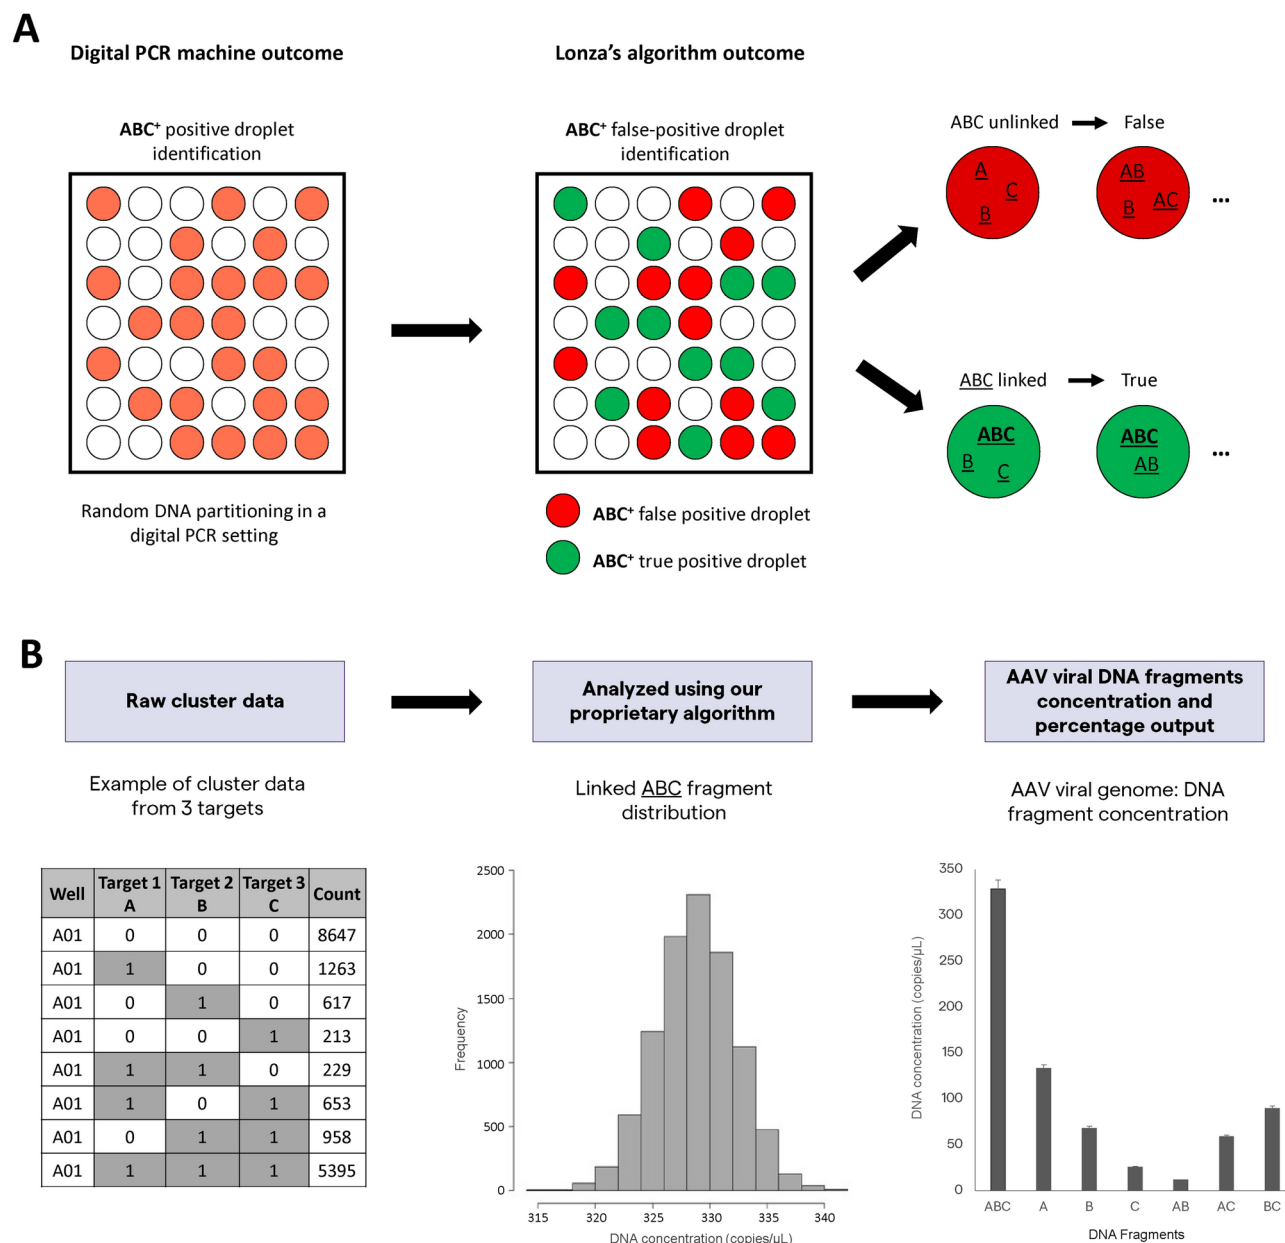 A
Digital PCR machine outcome
Lonza's algorithm outcome
ABC+ positive droplet
identification
ABC+ false-positive droplet
identification
Random DNA partitioning in a
digital PCR setting
ABC+ false positive droplet
ABC+ true positive droplet
ABC unlinked
False
A
C
B
AB
B
AC
...
ABC linked
True
ABC
B
C
ABC
AB
...
B
Raw cluster data
Analyzed using our
proprietary algorithm
AAV viral DNA fragments
concentration and
percentage output
Example of cluster data
from 3 targets
Linked ABC fragment
distribution
AAV viral genome: DNA
fragment concentration
Well Target 1 A Target 2 B Target 3 C Count
A01 0 0 0 8647
A01 1 0 0 1263
A01 0 1 0 617
A01 0 0 1 213
A01 1 1 0 229
A01 1 0 1 653
A01 0 1 1 958
A01 1 1 1 5395
Frequency
2500
2000
1500
1000
500
0
315 320 325 330 335 340
DNA concentration (copies/µL)
DNA concentration (copies/µL)
350
300
250
200
150
100
50
0
ABC A B C AB AC BC
DNA Fragments